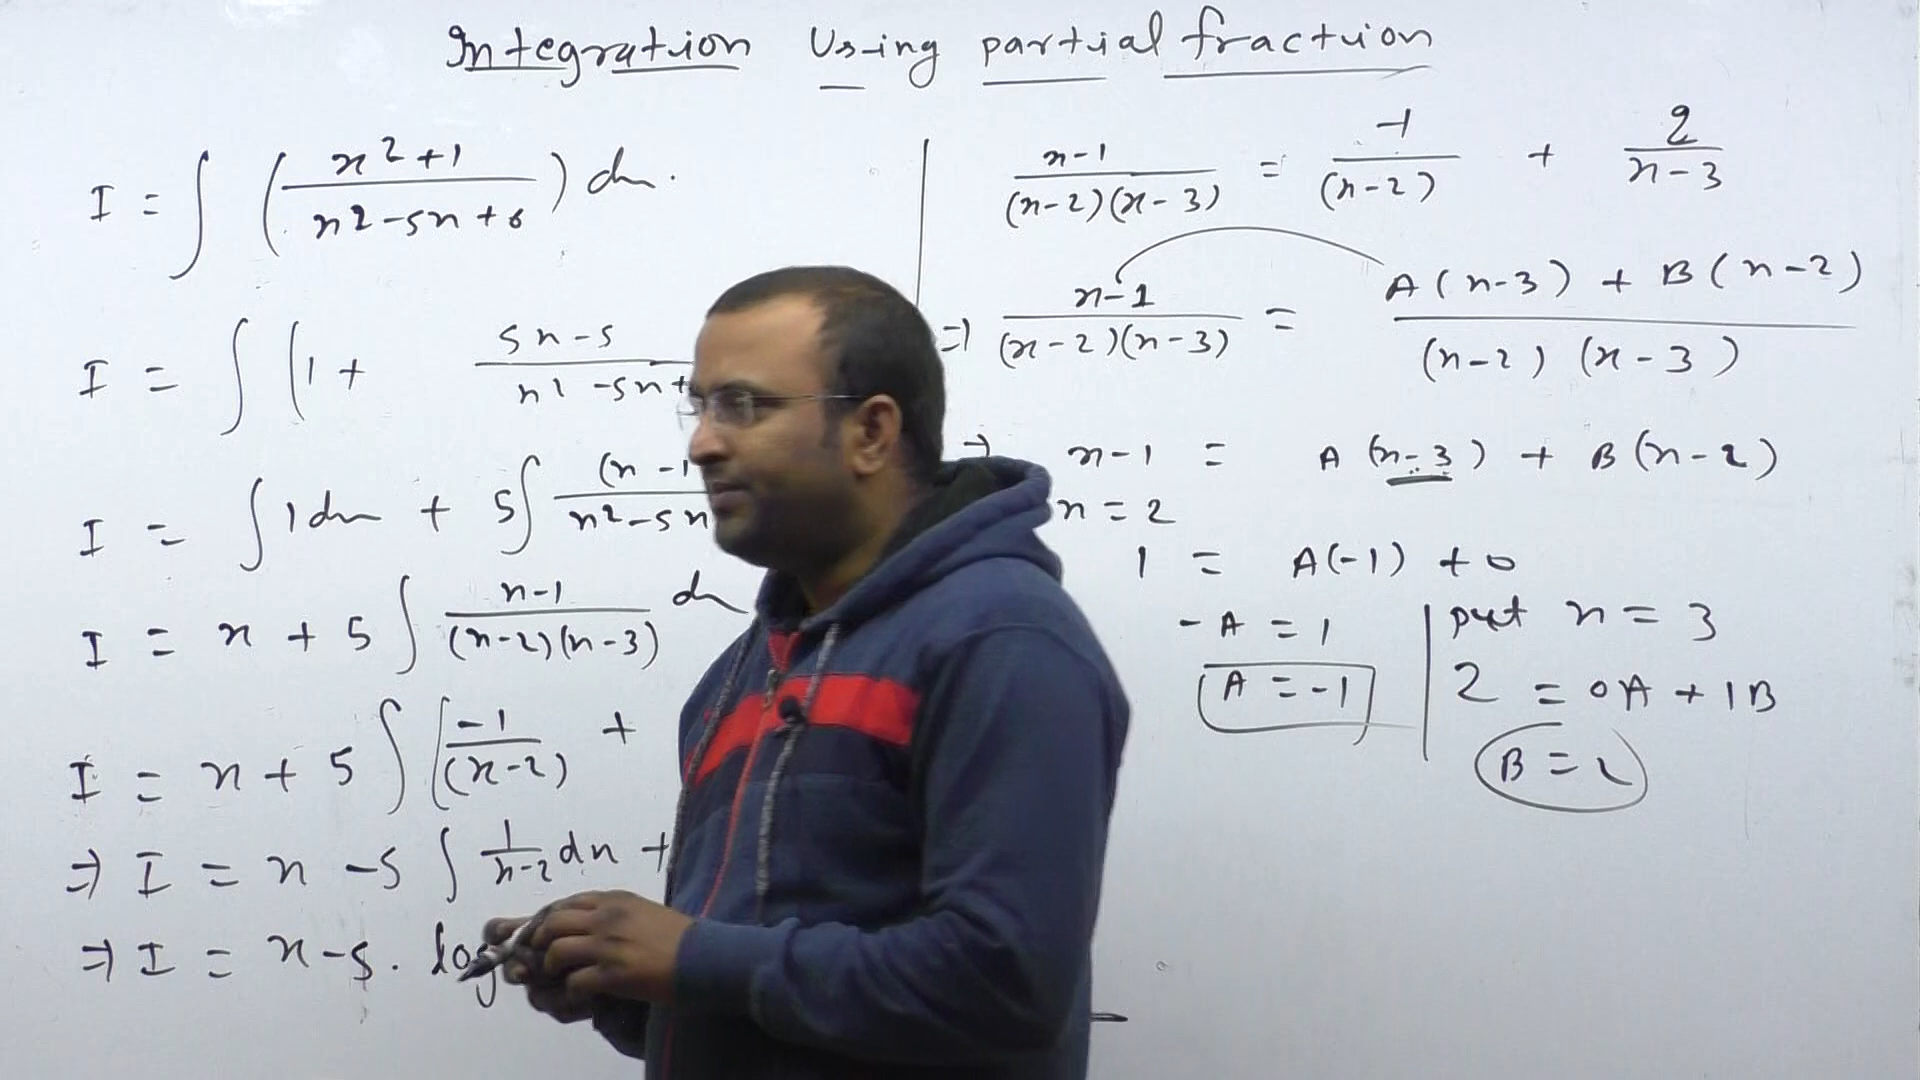 Integration Using partial fraction
I = ∫ (x²+1 / x²-5x+6) dx.
I = ∫ (1 + 5x-5 / x²-5x+
I = ∫ 1dx + 5∫ (x-1 / x²-5x
I = x + 5 ∫ x-1 / (x-2)(x-3) dx
I = x + 5 ∫ (-1 / (x-2) +
⇒ I = x -5 ∫ 1/x-2 dx +
⇒ I = x-5. log
x-1 / (x-2)(x-3) = -1 / (x-2) + 2 / x-3
⇒ x-1 / (x-2)(x-3) = A(x-3) + B(x-2) / (x-2) (x-3)
⇒ x-1 = A(x-3) + B(x-2)
x = 2
1 = A(-1) + 0
-A = 1
A = -1
put x = 3
2 = 0A + 1B
B = 2